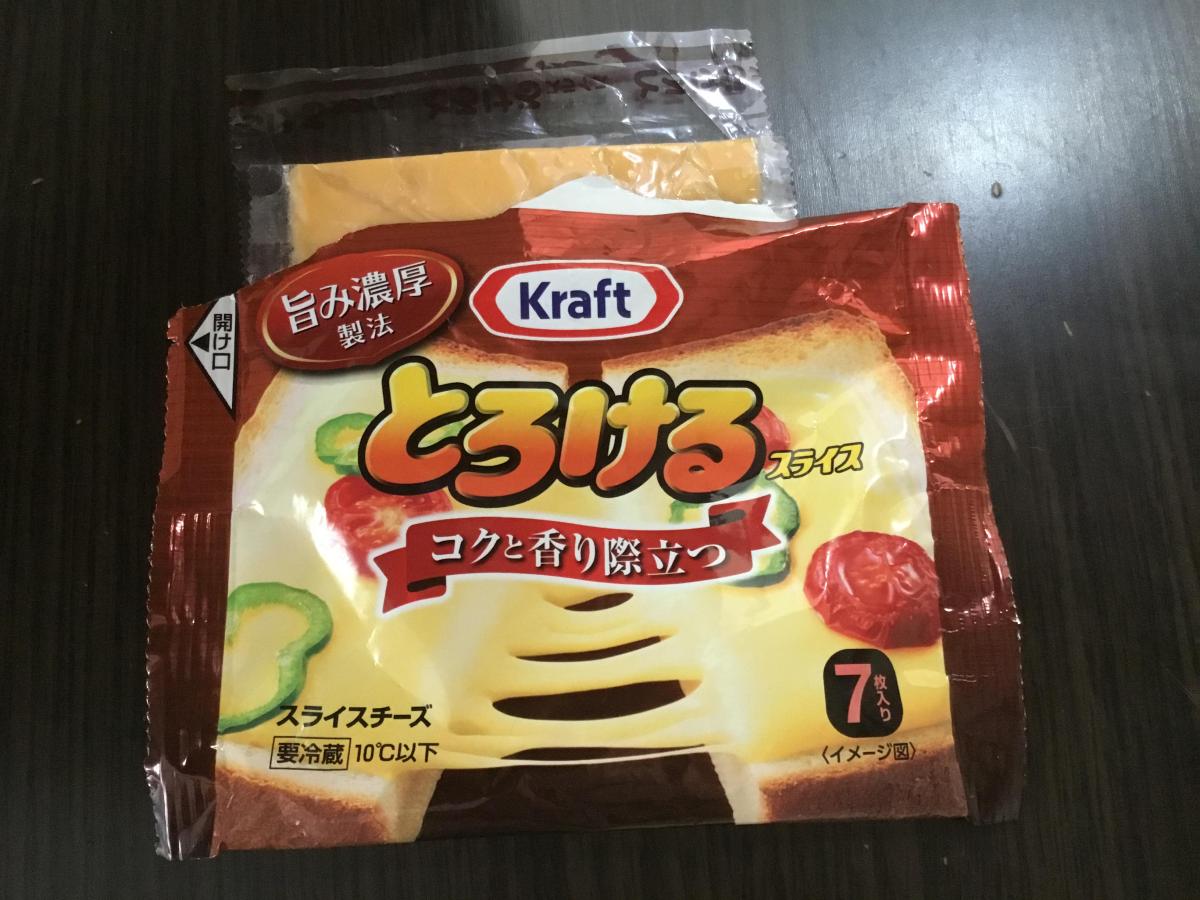 旨み濃厚
製法
Kraft
開け口
とろける
スライス
コクと香り際立つ
スライスチーズ
要冷蔵 10℃以下
7枚入り
〈イメージ図〉